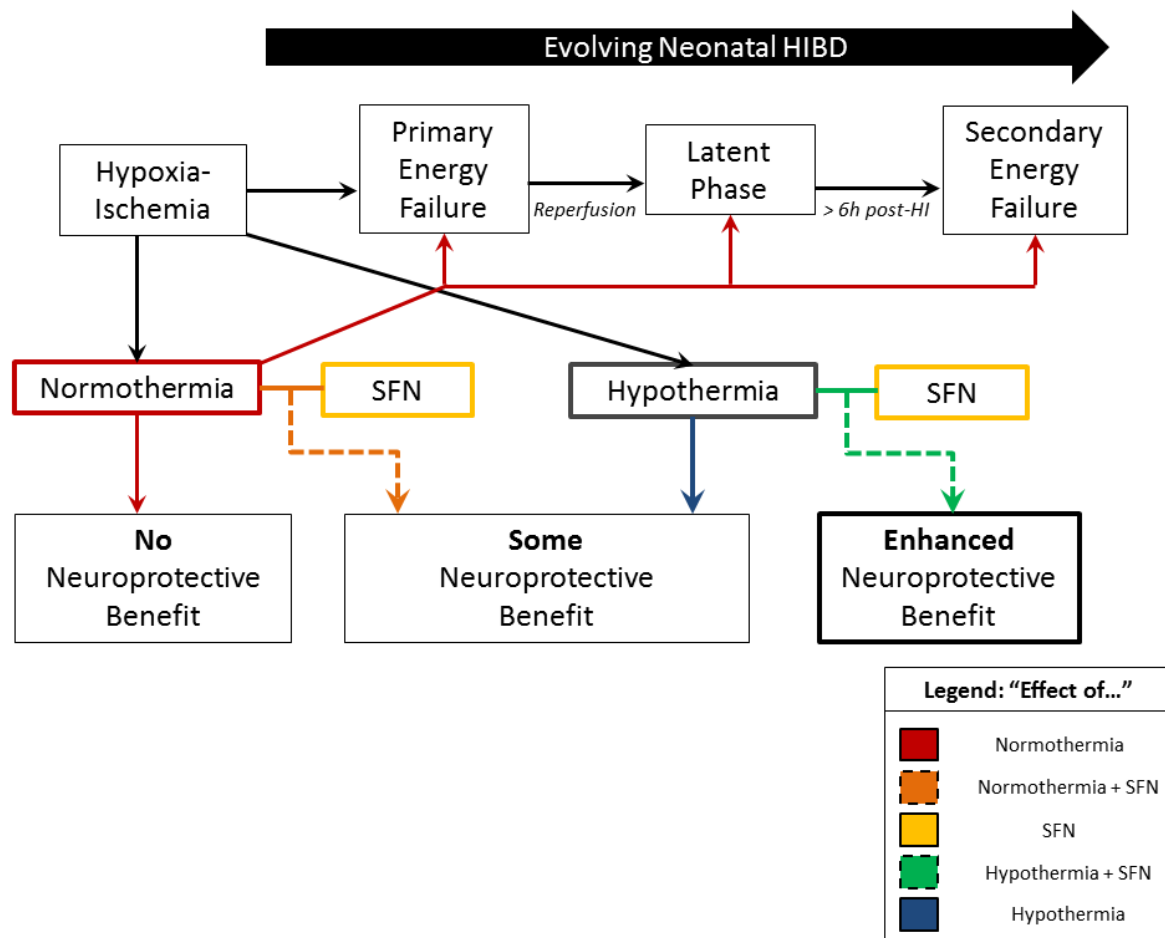 Evolving Neonatal HIBD
Hypoxia-
Ischemia
Primary
Energy
Failure
Reperfusion
Latent
Phase
> 6h post-HI
Secondary
Energy
Failure
Normothermia
SFN
Hypothermia
SFN
No
Neuroprotective
Benefit
Some
Neuroprotective
Benefit
Enhanced
Neuroprotective
Benefit
Legend: “Effect of…”
Normothermia
Normothermia + SFN
SFN
Hypothermia + SFN
Hypothermia